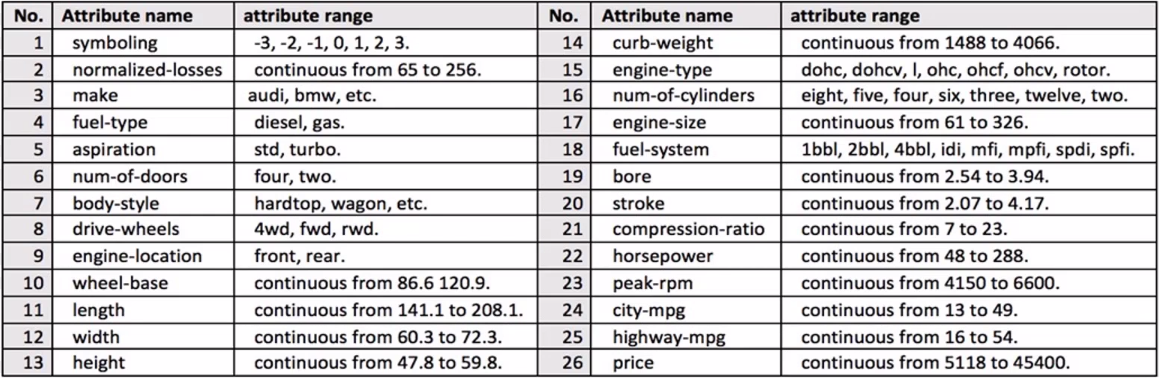 No. Attribute name attribute range No. Attribute name attribute range
1 symboling -3, -2, -1, 0, 1, 2, 3. 14 curb-weight continuous from 1488 to 4066.
2 normalized-losses continuous from 65 to 256. 15 engine-type dohc, dohcv, l, ohc, ohcf, ohcv, rotor.
3 make audi, bmw, etc. 16 num-of-cylinders eight, five, four, six, three, twelve, two.
4 fuel-type diesel, gas. 17 engine-size continuous from 61 to 326.
5 aspiration std, turbo. 18 fuel-system 1bbl, 2bbl, 4bbl, idi, mfi, mpfi, spdi, spfi.
6 num-of-doors four, two. 19 bore continuous from 2.54 to 3.94.
7 body-style hardtop, wagon, etc. 20 stroke continuous from 2.07 to 4.17.
8 drive-wheels 4wd, fwd, rwd. 21 compression-ratio continuous from 7 to 23.
9 engine-location front, rear. 22 horsepower continuous from 48 to 288.
10 wheel-base continuous from 86.6 120.9. 23 peak-rpm continuous from 4150 to 6600.
11 length continuous from 141.1 to 208.1. 24 city-mpg continuous from 13 to 49.
12 width continuous from 60.3 to 72.3. 25 highway-mpg continuous from 16 to 54.
13 height continuous from 47.8 to 59.8. 26 price continuous from 5118 to 45400.